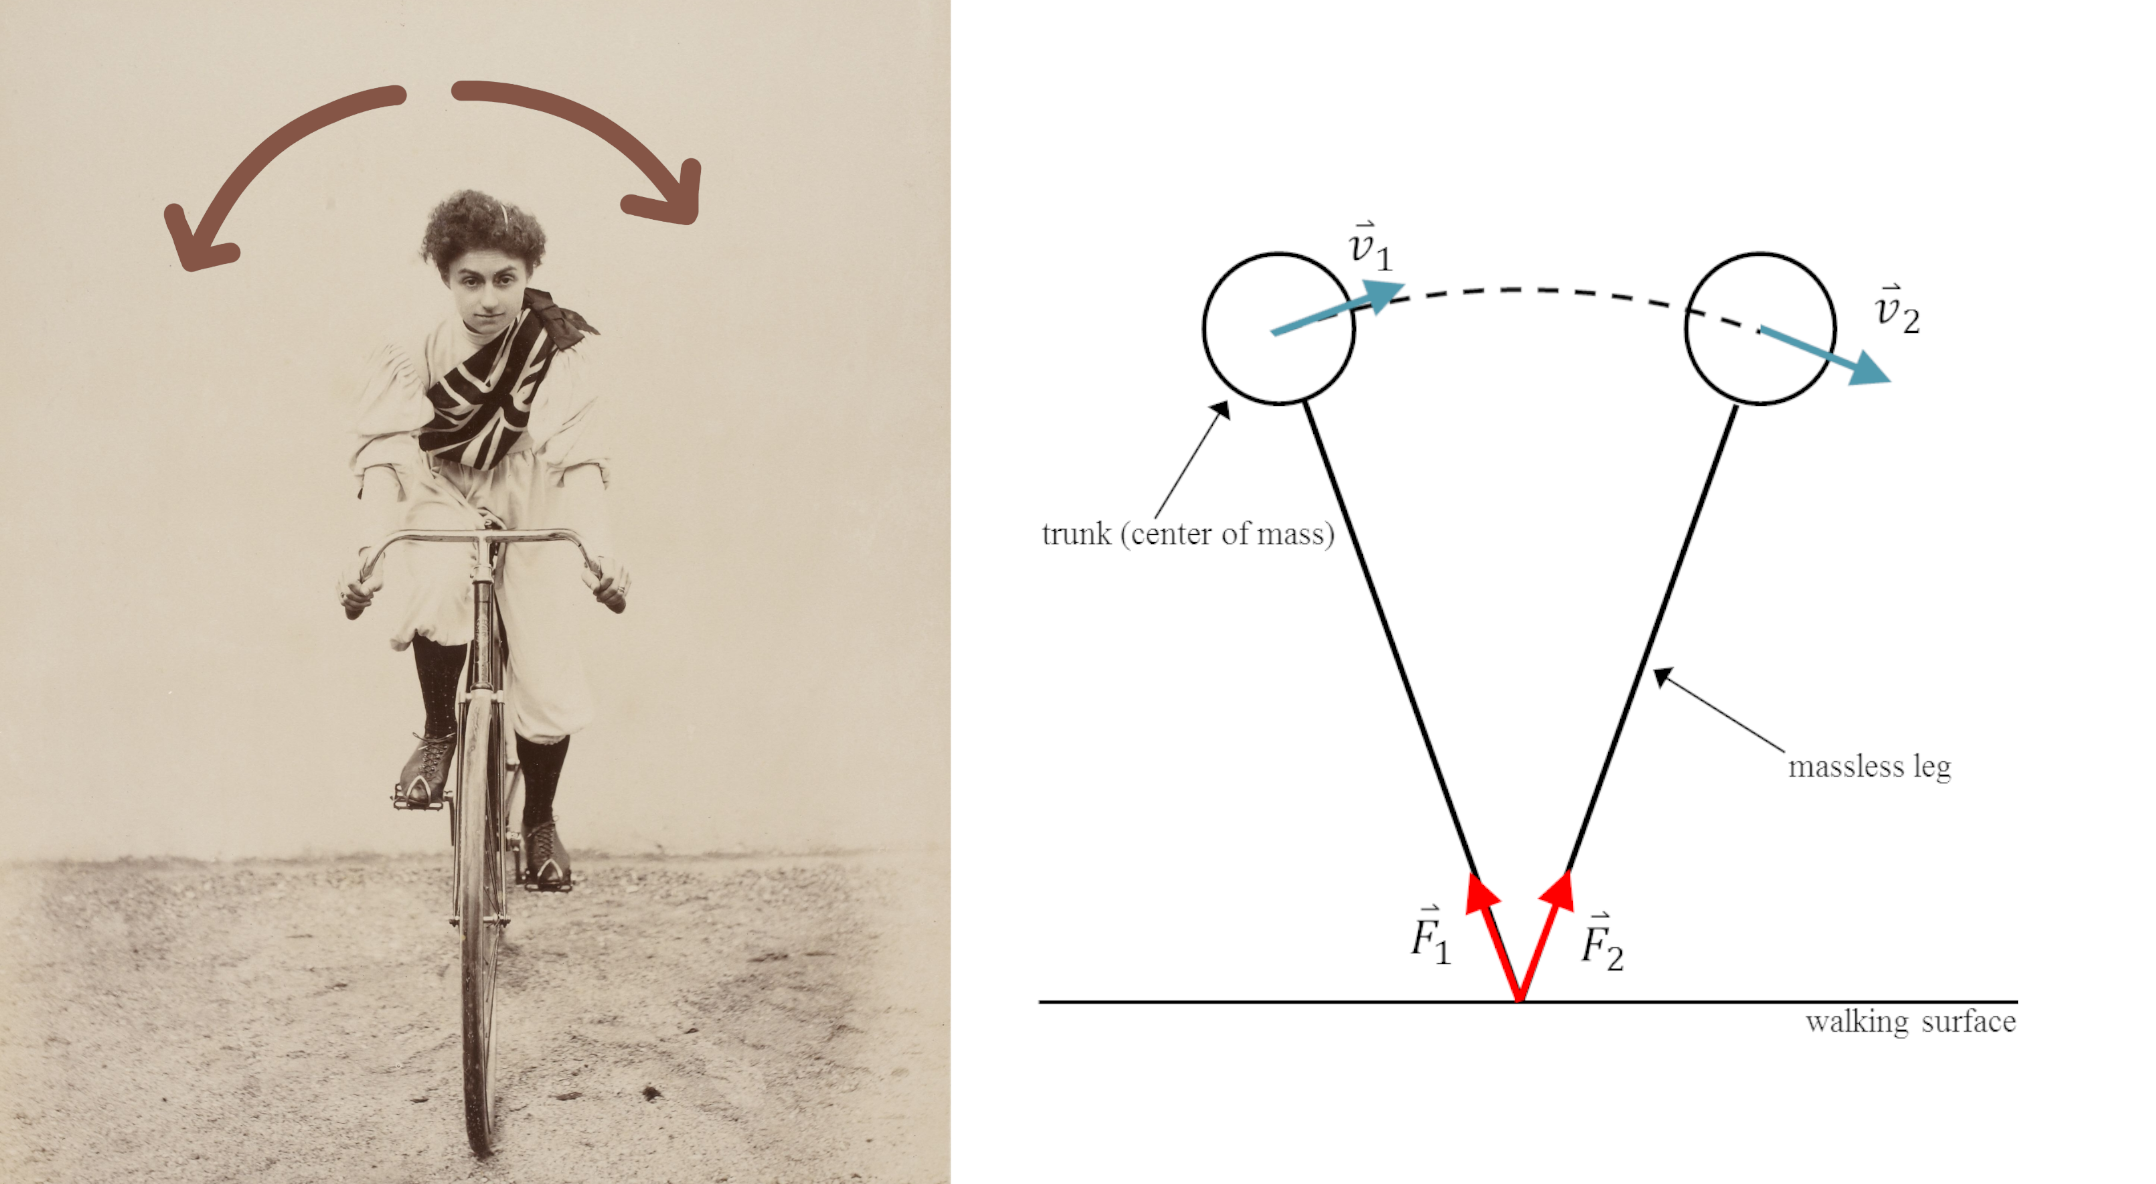 v⃗1
v⃗2
trunk (center of mass)
massless leg
F⃗1
F⃗2
walking surface